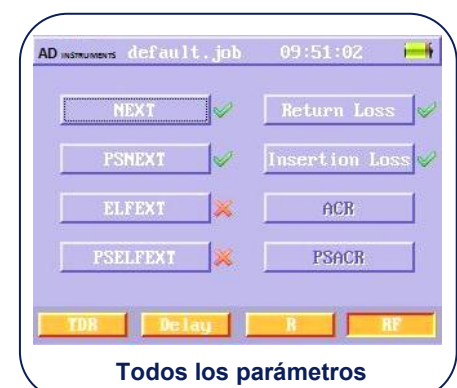 AD INSTRUMENTS default.job 09:51:02
NEXT Return Loss
PSNEXT Insertion Loss
ELFEXT ACR
PSELFEXT PSACR
TDR Delay R RF
Todos los parámetros